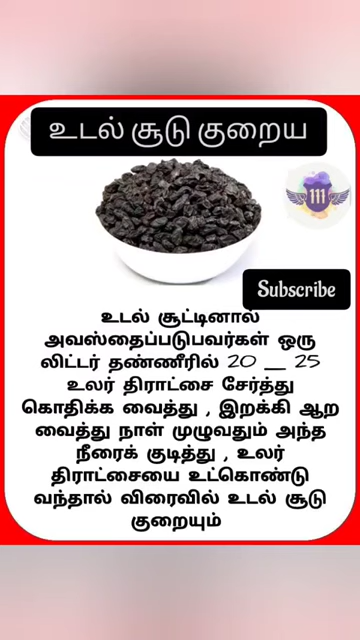 உடல் சூடு குறைய
111
Subscribe
உடல் சூட்டினால்
அவஸ்தைப்படுபவர்கள் ஒரு
லிட்டர் தண்ணீரில் 20 __ 25
உலர் திராட்சை சேர்த்து
கொதிக்க வைத்து , இறக்கி ஆற
வைத்து நாள் முழுவதும் அந்த
நீரைக் குடித்து , உலர்
திராட்சையை உட்கொண்டு
வந்தால் விரைவில் உடல் சூடு
குறையும்